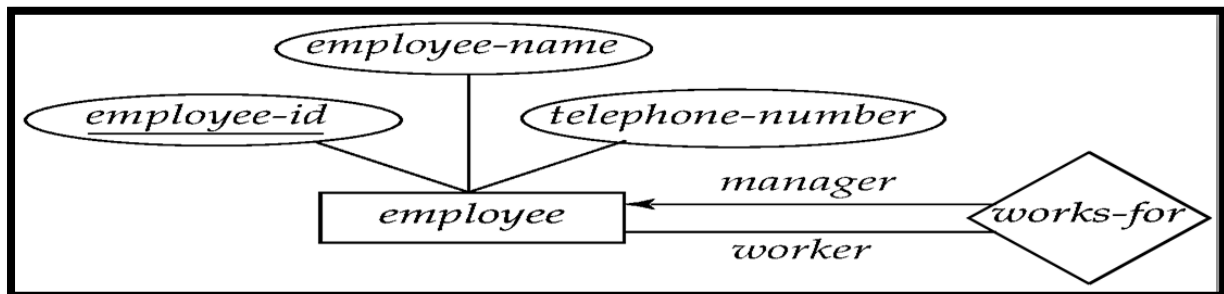 employee-name
employee-id
telephone-number
manager
employee
works-for
worker